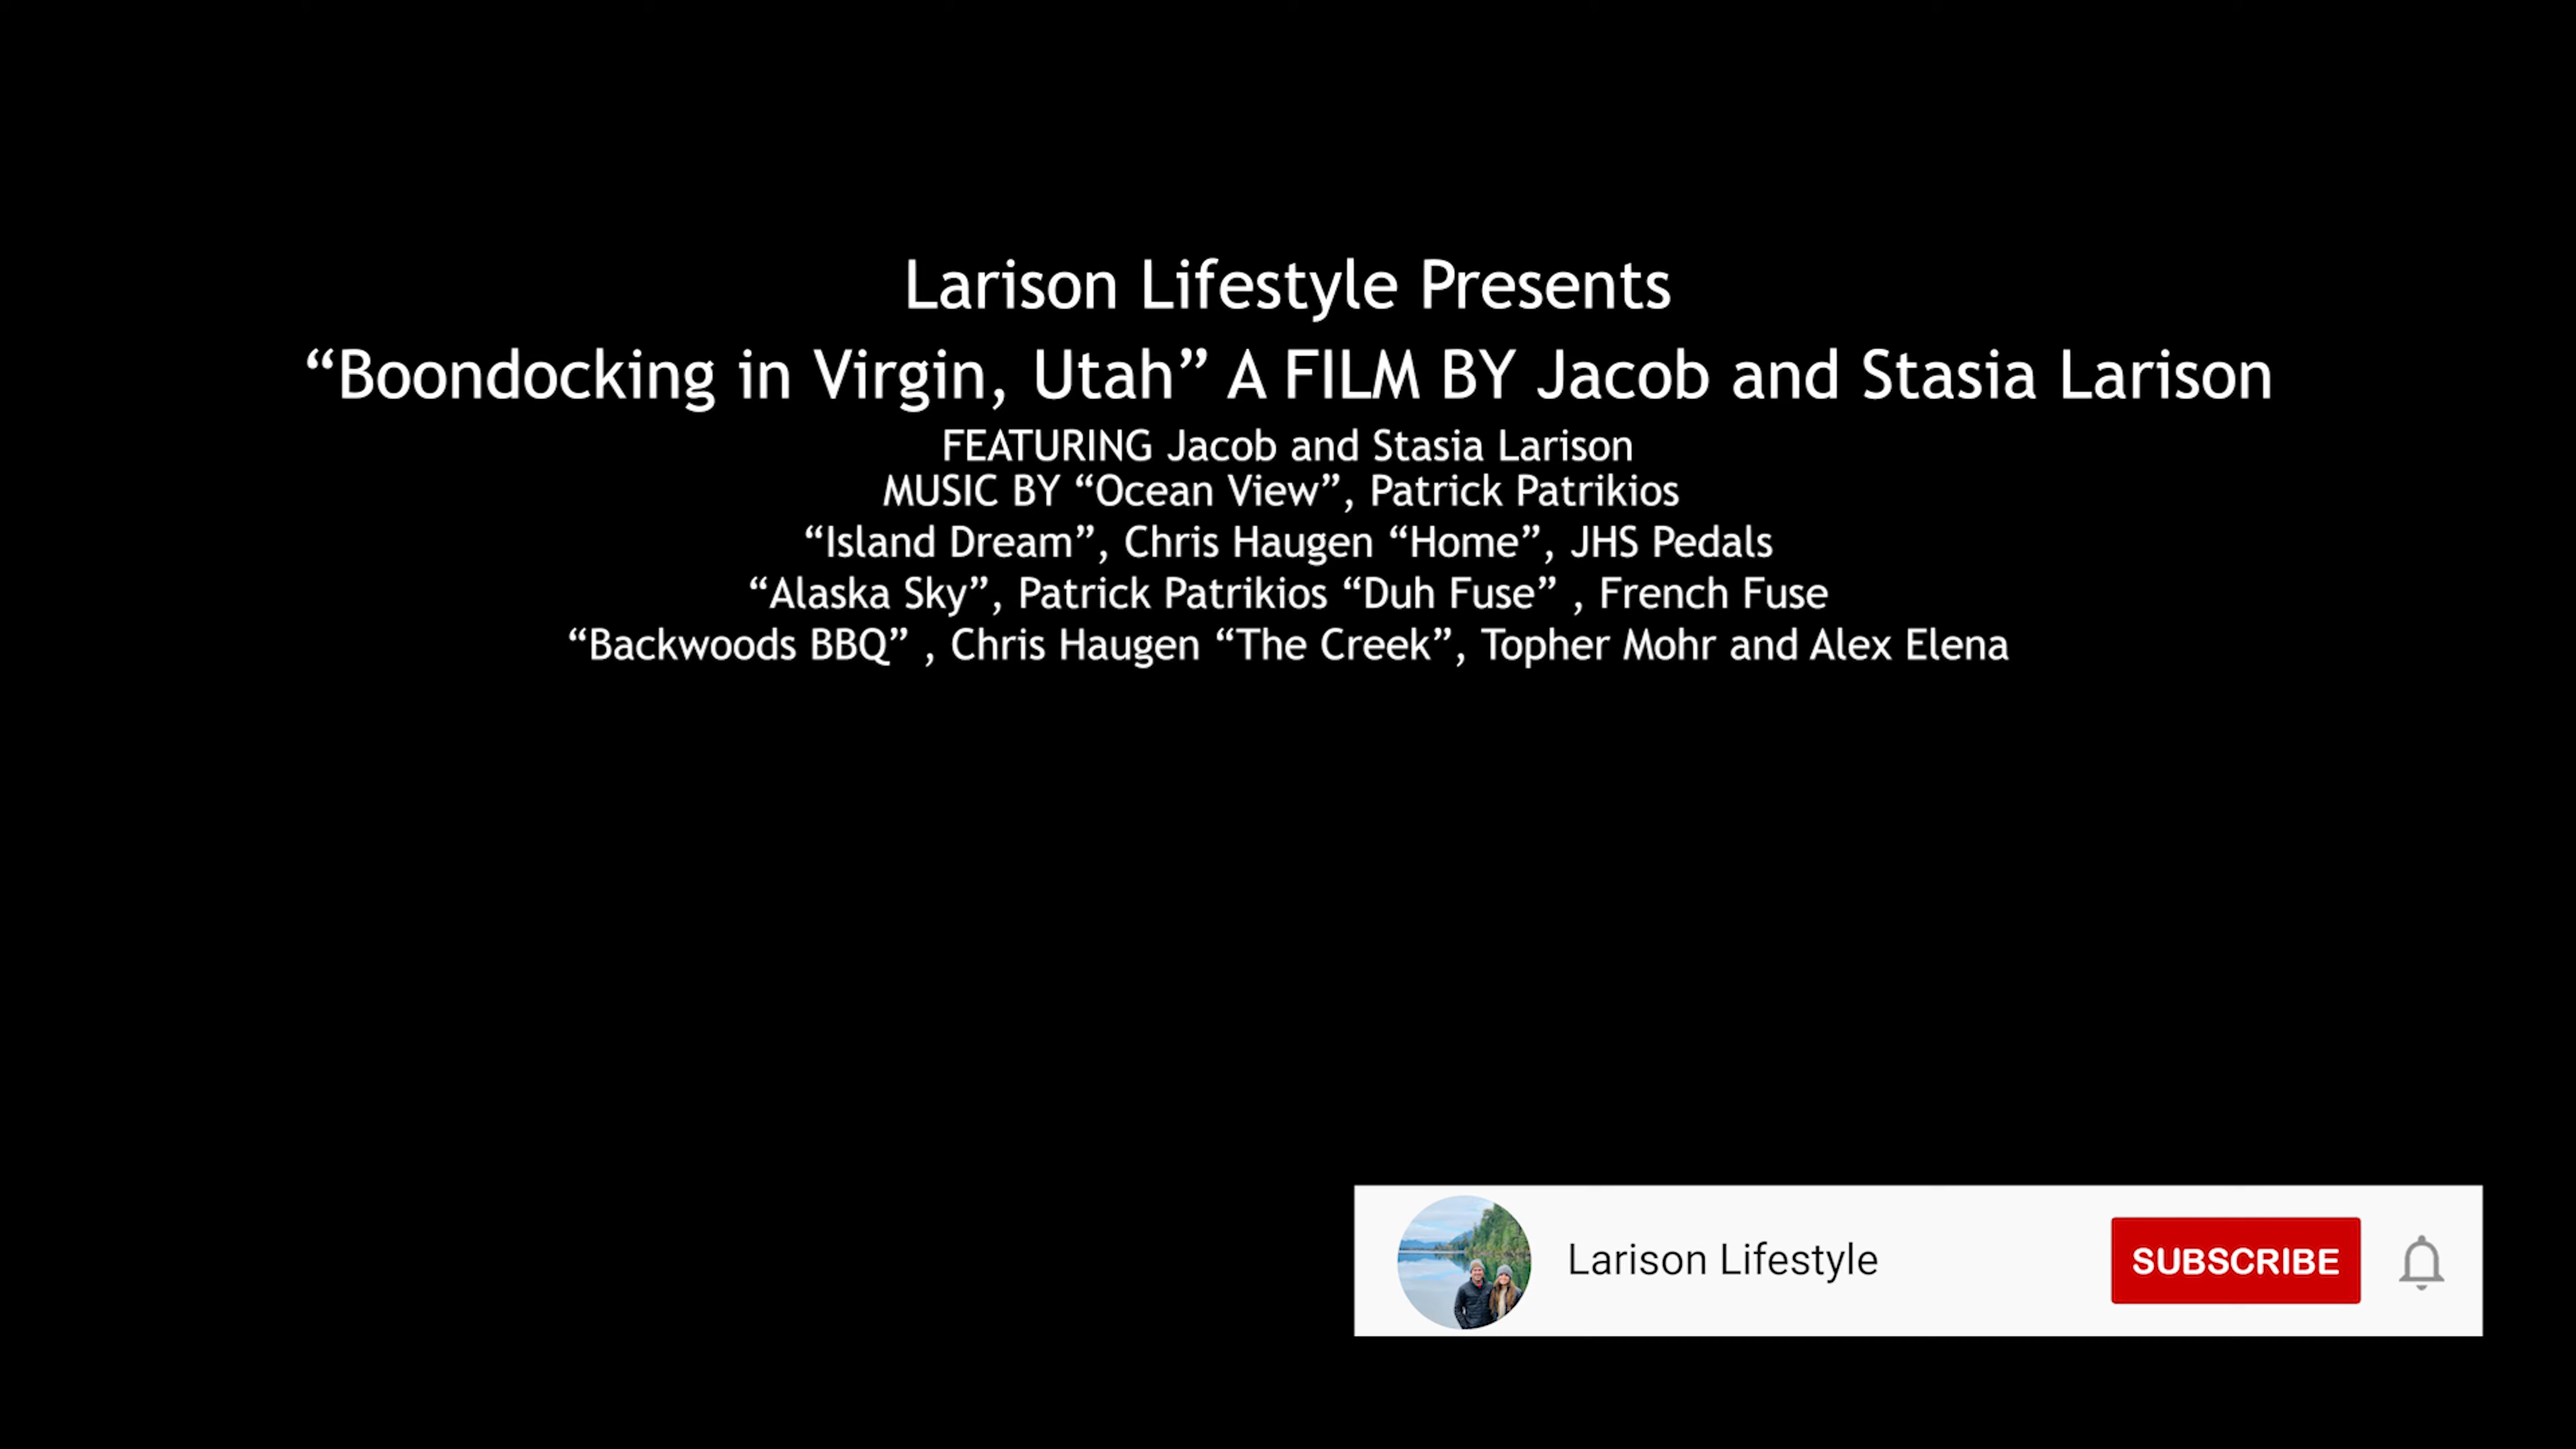 Larison Lifestyle Presents
“Boondocking in Virgin, Utah” A FILM BY Jacob and Stasia Larison
FEATURING Jacob and Stasia Larison
MUSIC BY “Ocean View”, Patrick Patrikios
“Island Dream”, Chris Haugen “Home”, JHS Pedals
“Alaska Sky”, Patrick Patrikios “Duh Fuse” , French Fuse
“Backwoods BBQ” , Chris Haugen “The Creek”, Topher Mohr and Alex Elena
Larison Lifestyle
SUBSCRIBE